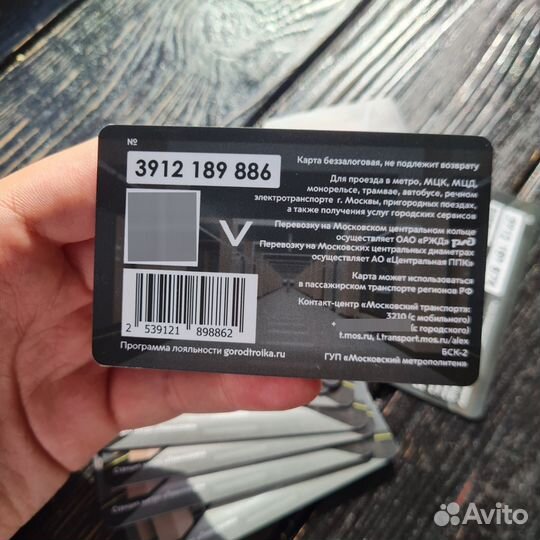 №
3912 189 886
Карта беззалоговая, не подлежит возврату
Для проезда в метро, МЦК, МЦД,
монорельсе, трамвае, автобусе, речном
электротранспорте г. Москвы, пригородных поездах,
а также получения услуг городских сервисов
Перевозку на Московском центральном кольце
осуществляет ОАО «РЖД» РЖД
Перевозку на Московских центральных диаметрах
осуществляет АО «Центральная ППК»
Карта может использоваться
в пассажирском транспорте регионов РФ
Контакт-центр «Московский транспорт»:
3210 (с мобильного)
+ (с городского)
t.mos.ru, t.transport.mos.ru/alex
БСК-2
ГУП «Московский метрополитен»
2 539121 898862
Программа лояльности gorodtroika.ru
Avito